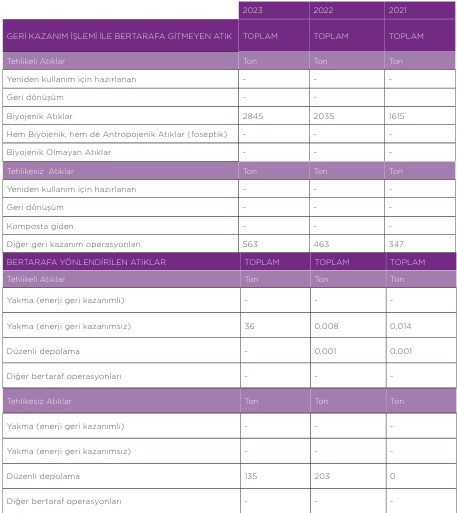 2023 2022 2021
GERİ KAZANIM İŞLEMİ İLE BERTARAFA GİTMEYEN ATIK TOPLAM TOPLAM TOPLAM
Tehlikeli Atıklar Ton Ton Ton
Yeniden kullanım için hazırlanan - - -
Geri dönüşüm - -
Biyojenik Atıklar 2845 2035 1615
Hem Biyojenik, hem de Antropojenik Atıklar (foseptik) - - -
Biyojenik Olmayan Atıklar - - -
Tehlikesiz Atıklar Ton Ton Ton
Yeniden kullanım için hazırlanan - - -
Geri dönüşüm - - -
Komposta giden - - -
Diğer geri kazanım operasyonları 563 463 347
BERTARAFA YÖNLENDİRİLEN ATIKLAR TOPLAM TOPLAM TOPLAM
Tehlikeli Atıklar Ton Ton Ton
Yakma (enerji geri kazanımlı) - - -
Yakma (enerji geri kazanımsız) 36 0,008 0,014
Düzenli depolama - 0,001 0,001
Diğer bertaraf operasyonları - - -
Tehlikesiz Atıklar Ton Ton Ton
Yakma (enerji geri kazanımlı) - - -
Yakma (enerji geri kazanımsız) - - -
Düzenli depolama 135 203 0
Diğer bertaraf operasyonları - - -